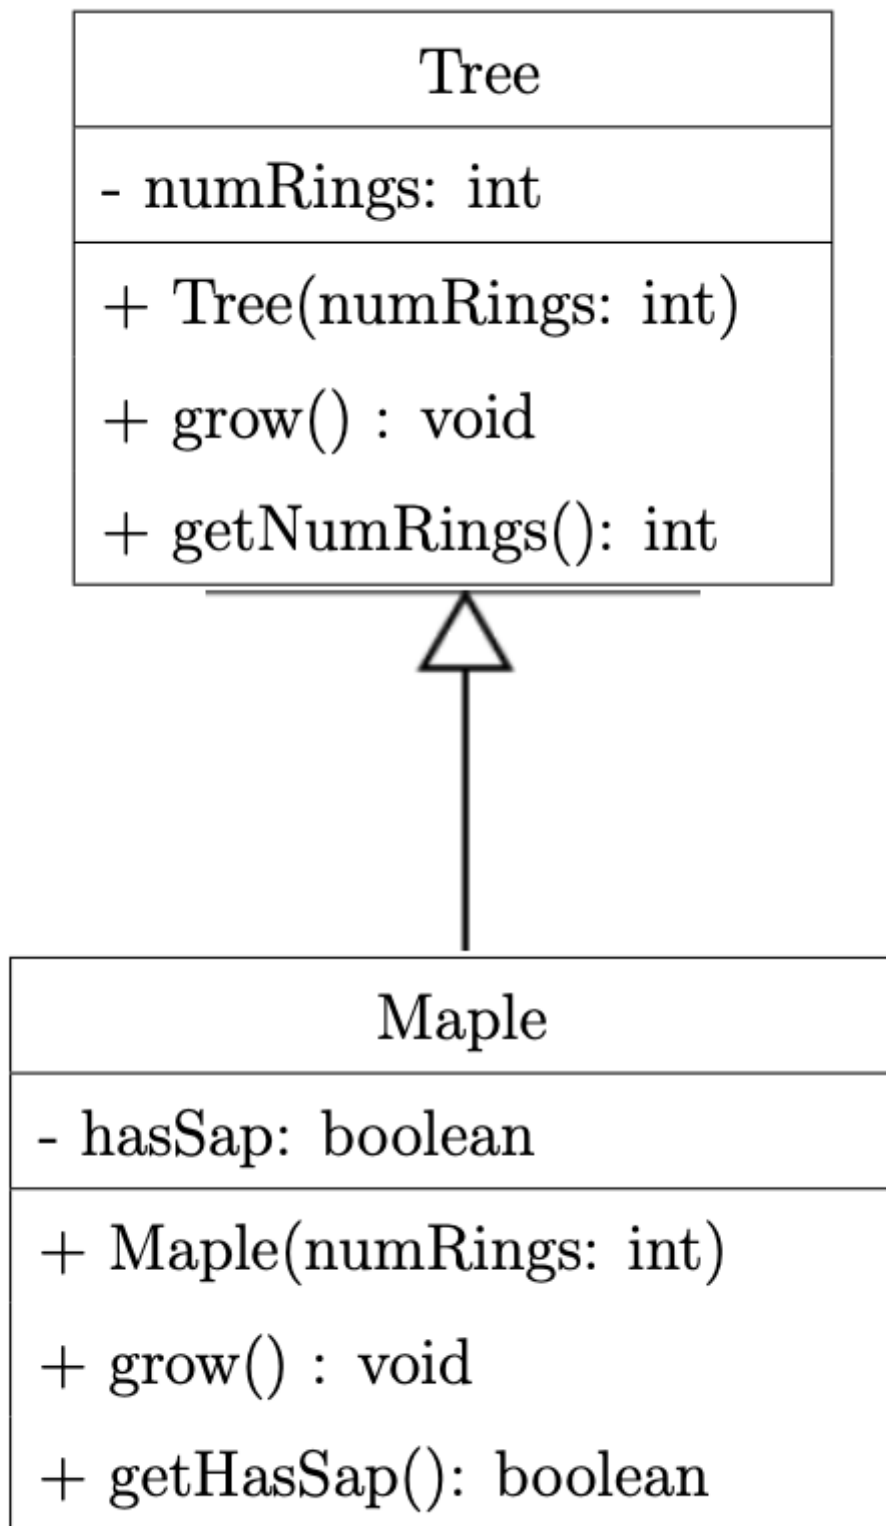 Tree
- numRings: int
+ Tree(numRings: int)
+ grow() : void
+ getNumRings(): int
Maple
- hasSap: boolean
+ Maple(numRings: int)
+ grow() : void
+ getHasSap(): boolean